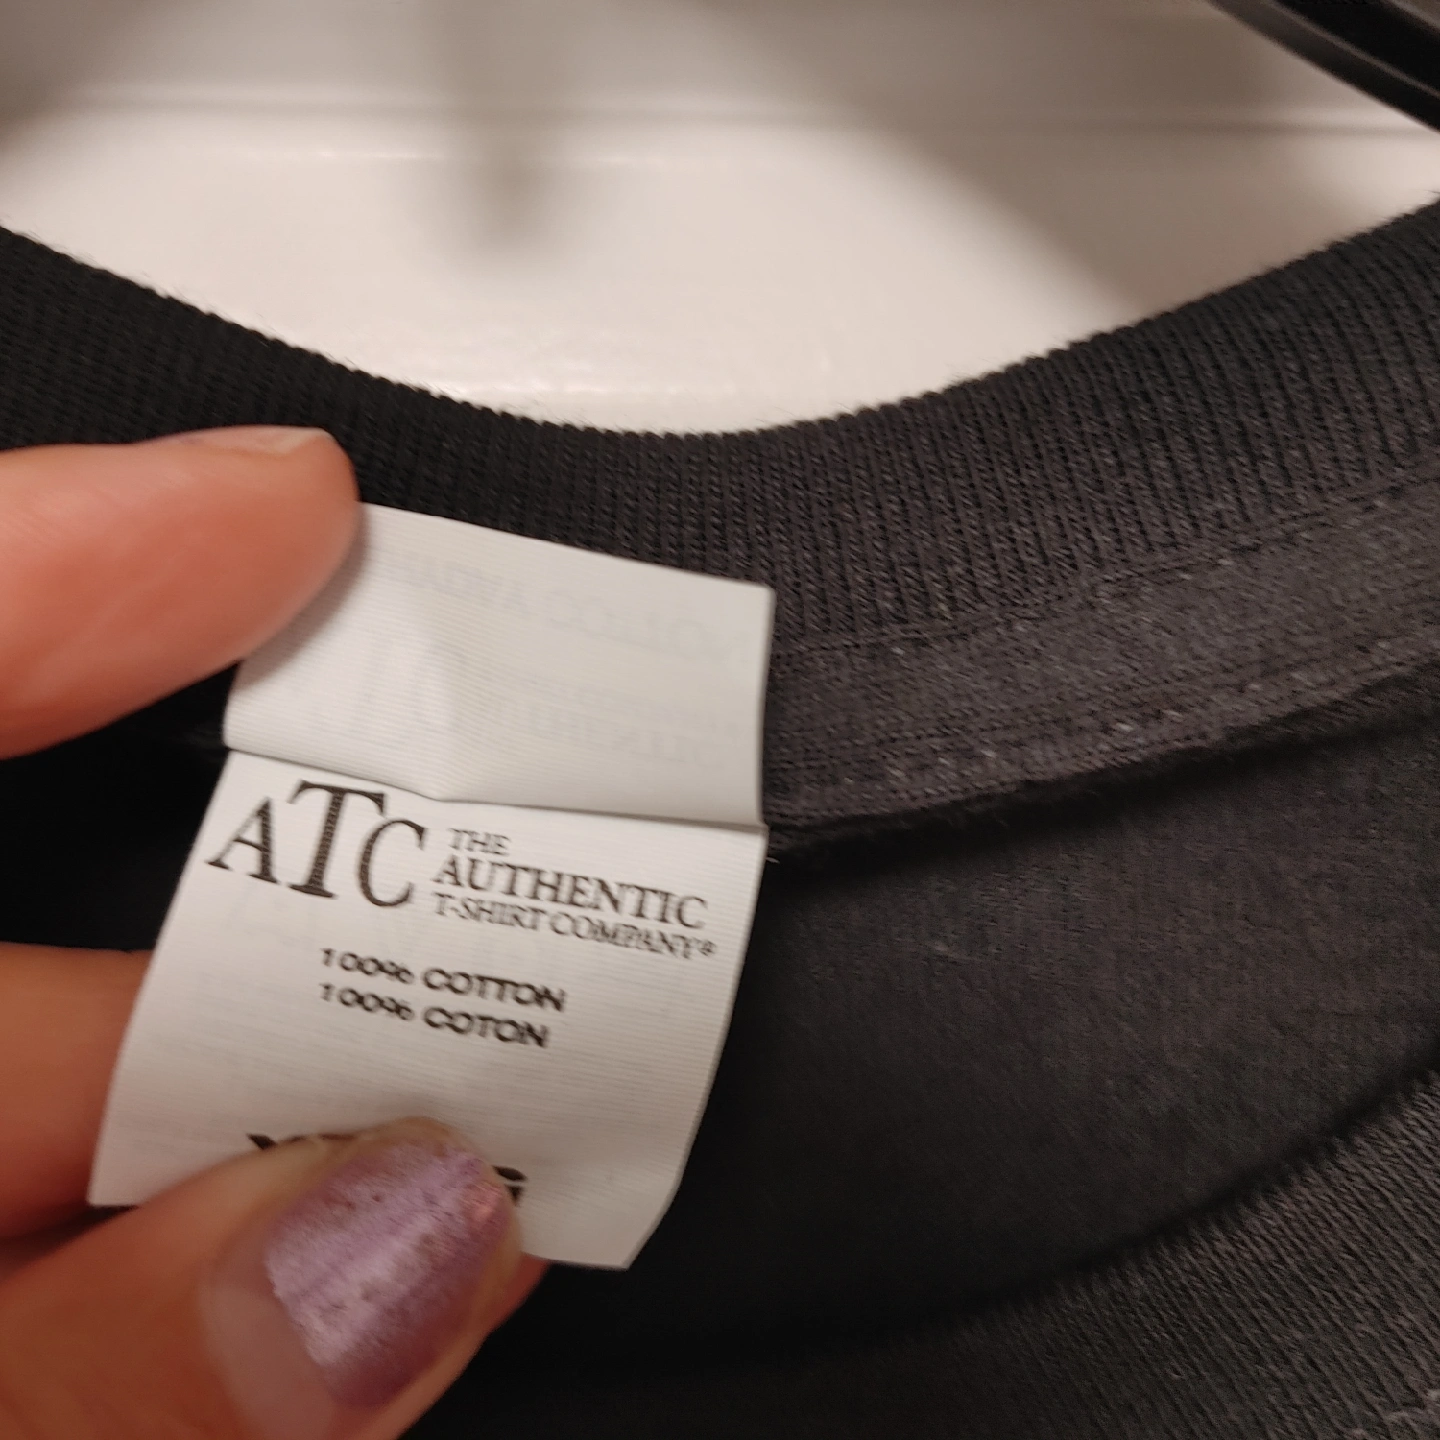 ATC THE
AUTHENTIC
T-SHIRT COMPANY®
100% COTTON
100% COTON